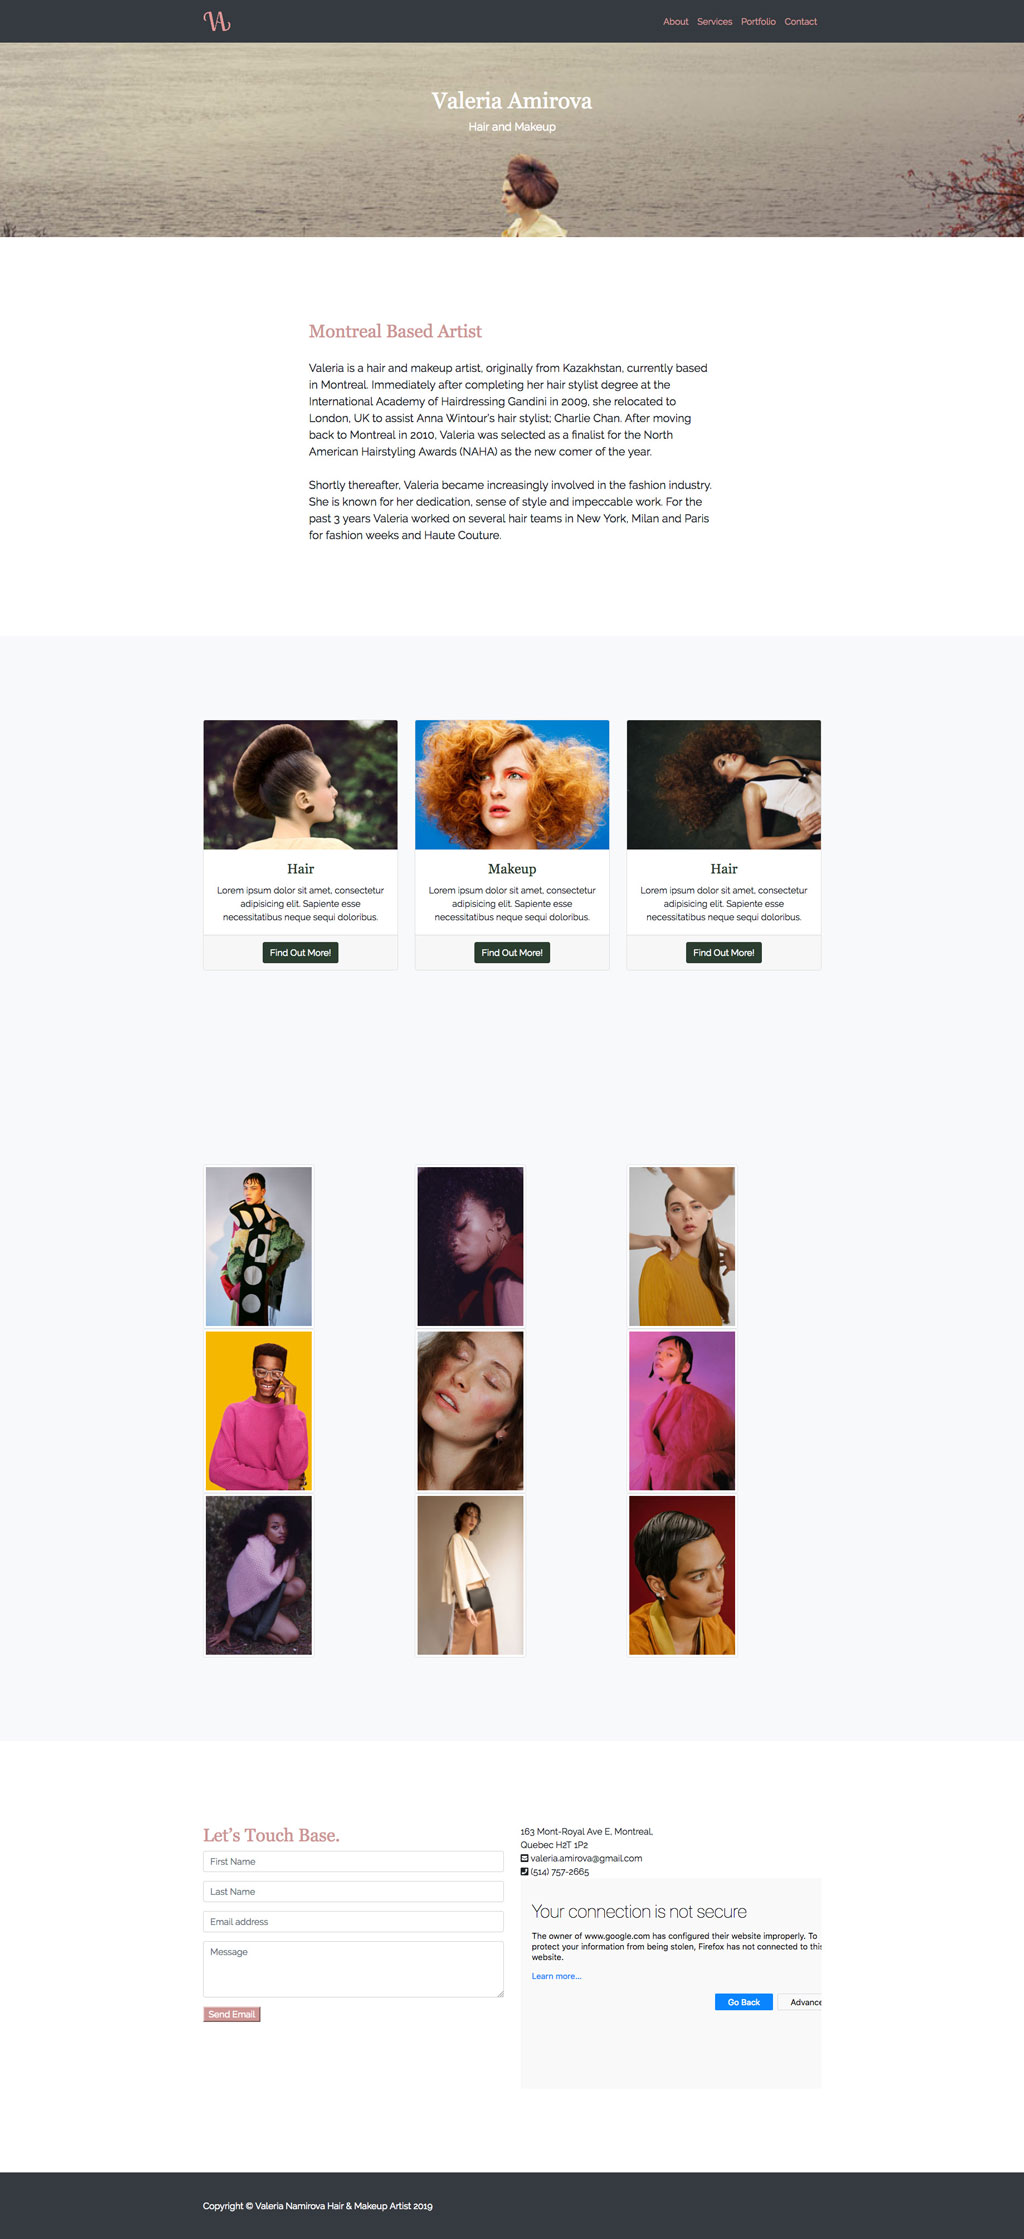 VA
About Services Portfolio Contact
Valeria Amirova
Hair and Makeup
Montreal Based Artist
Valeria is a hair and makeup artist, originally from Kazakhstan, currently based
in Montreal. Immediately after completing her hair stylist degree at the
International Academy of Hairdressing Gandini in 2009, she relocated to
London, UK to assist Anna Wintour's hair stylist; Charlie Chan. After moving
back to Montreal in 2010, Valeria was selected as a finalist for the North
American Hairstyling Awards (NAHA) as the new comer of the year.
Shortly thereafter, Valeria became increasingly involved in the fashion industry.
She is known for her dedication, sense of style and impeccable work. For the
past 3 years Valeria worked on several hair teams in New York, Milan and Paris
for fashion weeks and Haute Couture.
Hair
Lorem ipsum dolor sit amet, consectetur
adipisicing elit. Sapiente esse
necessitatibus neque sequi doloribus.
Find Out More!
Makeup
Lorem ipsum dolor sit amet, consectetur
adipisicing elit. Sapiente esse
necessitatibus neque sequi doloribus.
Find Out More!
Hair
Lorem ipsum dolor sit amet, consectetur
adipisicing elit. Sapiente esse
necessitatibus neque sequi doloribus.
Find Out More!
Let's Touch Base.
First Name
Last Name
Email address
Message
Send Email
163 Mont-Royal Ave E, Montreal,
Quebec H2T 1P2
valeria.amirova@gmail.com
(514) 757-2665
Your connection is not secure
The owner of www.google.com has configured their website improperly. To
protect your information from being stolen, Firefox has not connected to this
website.
Learn more...
Go Back Advance
Copyright © Valeria Namirova Hair & Makeup Artist 2019